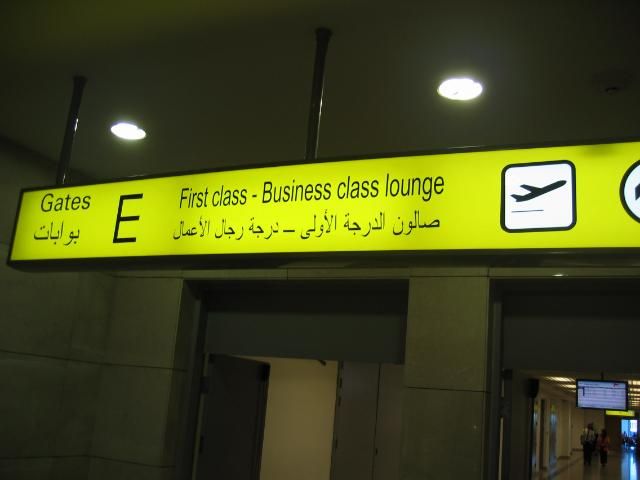 Gates
بوابات
E
First class - Business class lounge
صالون الدرجة الأولى – درجة رجال الأعمال